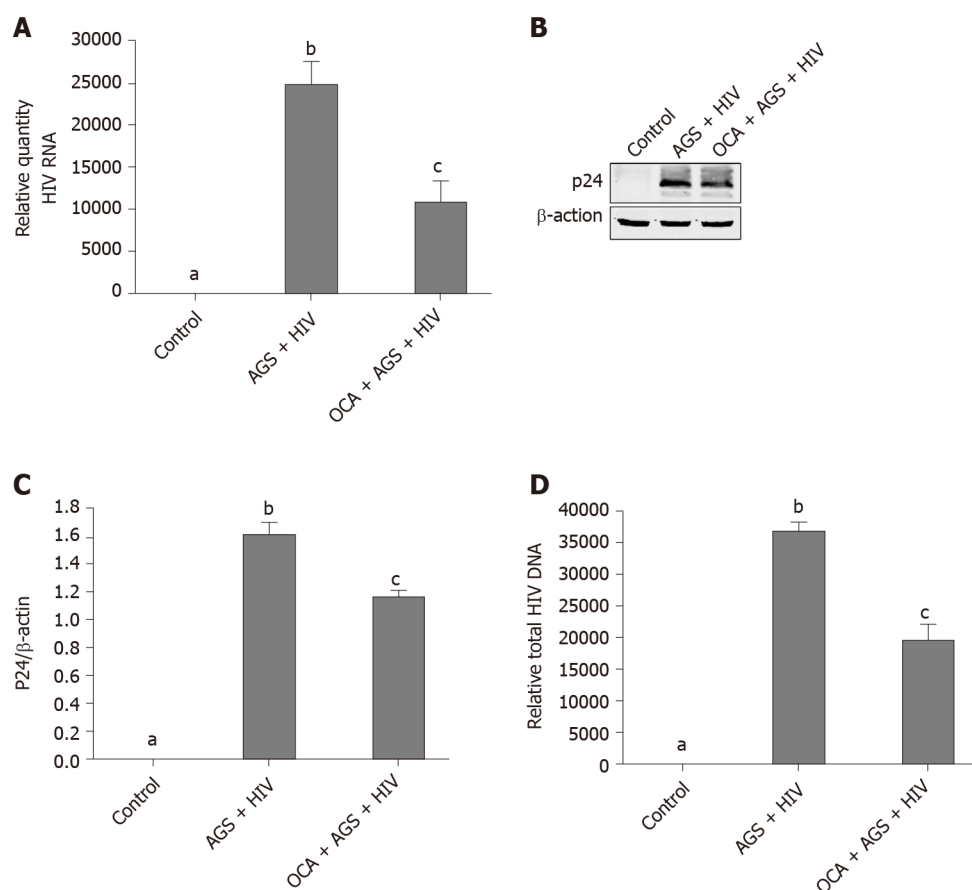 A
Relative quantity
HIV RNA
30000
25000
20000
15000
10000
5000
0
a
b
c
Control
AGS + HIV
OCA + AGS + HIV
B
Control
AGS + HIV
OCA + AGS + HIV
p24
β-action
C
P24/β-actin
1.8
1.6
1.4
1.2
1.0
0.8
0.6
0.4
0.2
0.0
a
b
c
Control
AGS + HIV
OCA + AGS + HIV
D
Relative total HIV DNA
40000
35000
30000
25000
20000
15000
10000
5000
0
a
b
c
Control
AGS + HIV
OCA + AGS + HIV